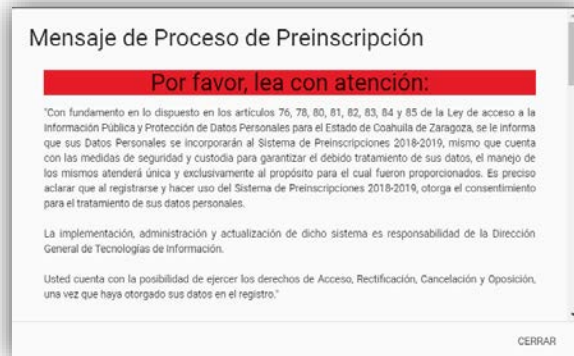 Mensaje de Proceso de Preinscripción
Por favor, lea con atención:
"Con fundamento en lo dispuesto en los artículos 76, 78, 80, 81, 82, 83, 84 y 85 de la Ley de acceso a la
Información Pública y Protección de Datos Personales para el Estado de Coahuila de Zaragoza, se le informa
que sus Datos Personales se incorporarán al Sistema de Preinscripciones 2018-2019, mismo que cuenta
con las medidas de seguridad y custodia para garantizar el debido tratamiento de sus datos, el manejo de
los mismos atenderá única y exclusivamente al propósito para el cual fueron proporcionados. Es preciso
aclarar que al registrarse y hacer uso del Sistema de Preinscripciones 2018-2019, otorga el consentimiento
para el tratamiento de sus datos personales.
La implementación, administración y actualización de dicho sistema es responsabilidad de la Dirección
General de Tecnologías de Información.
Usted cuenta con la posibilidad de ejercer los derechos de Acceso, Rectificación, Cancelación y Oposición,
una vez que haya otorgado sus datos en el registro."
CERRAR